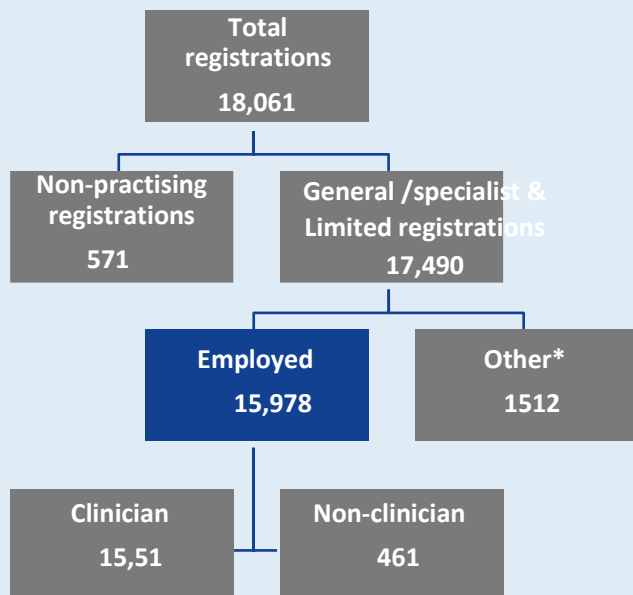 Total
registrations
18,061
Non-practising
registrations
571
General /specialist &
Limited registrations
17,490
Employed
15,978
Other*
1512
Clinician
15,51
Non-clinician
461